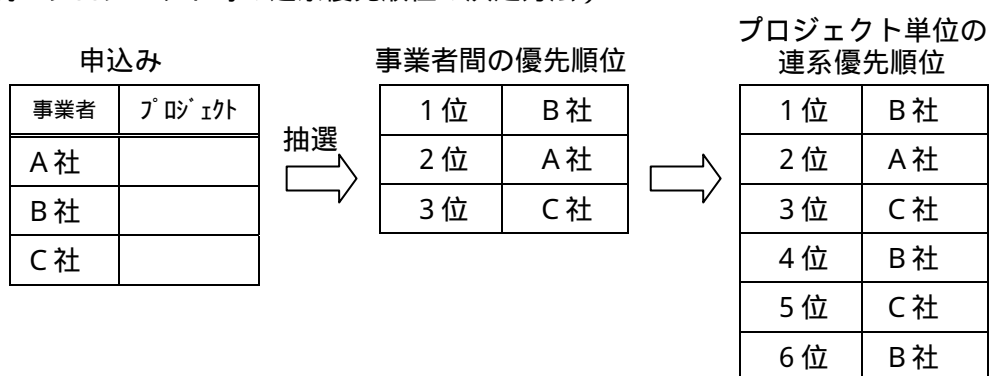 申込み
事業者 ﾌﾟﾛｼﾞｪｸﾄ
A社
B社
C社
抽選
事業者間の優先順位
1位 B社
2位 A社
3位 C社
プロジェクト単位の
連系優先順位
1位 B社
2位 A社
3位 C社
4位 B社
5位 C社
6位 B社